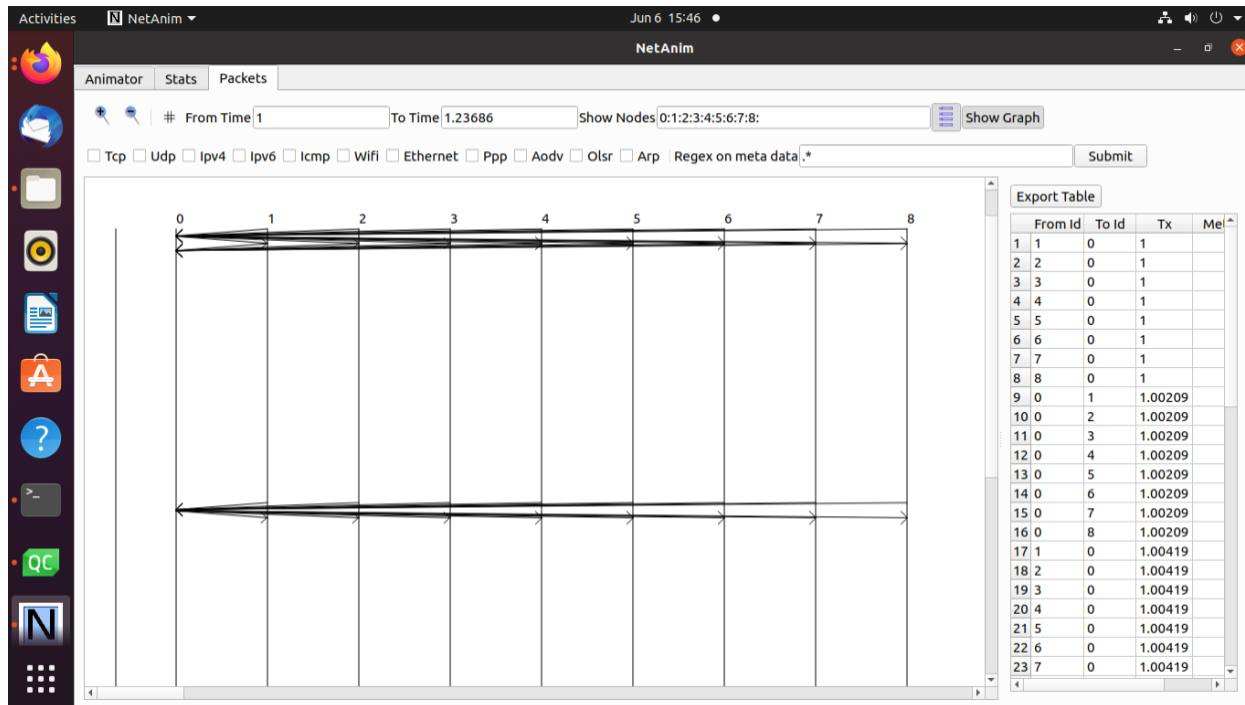 Activities NetAnim Jun 6 15:46
NetAnim
Animator Stats Packets
# From Time 1 To Time 1.23686 Show Nodes 0:1:2:3:4:5:6:7:8: Show Graph
Tcp Udp Ipv4 Ipv6 Icmp Wifi Ethernet Ppp Aodv Olsr Arp Regex on meta data .* Submit
0 1 2 3 4 5 6 7 8
Export Table
From Id To Id Tx Me
1 1 0 1
2 2 0 1
3 3 0 1
4 4 0 1
5 5 0 1
6 6 0 1
7 7 0 1
8 8 0 1
9 0 1 1.00209
10 0 2 1.00209
11 0 3 1.00209
12 0 4 1.00209
13 0 5 1.00209
14 0 6 1.00209
15 0 7 1.00209
16 0 8 1.00209
17 1 0 1.00419
18 2 0 1.00419
19 3 0 1.00419
20 4 0 1.00419
21 5 0 1.00419
22 6 0 1.00419
23 7 0 1.00419
>_
QC
N